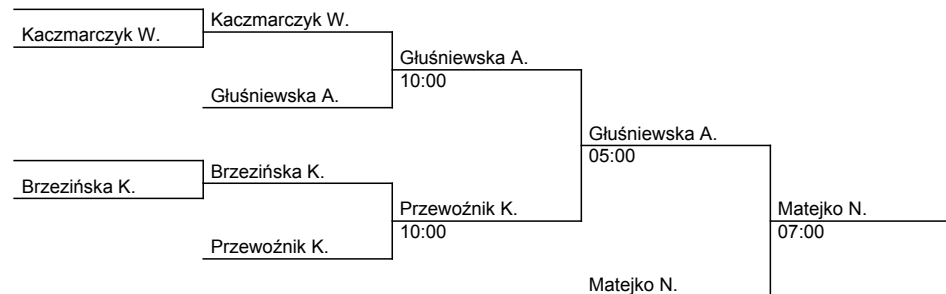 Kaczmarczyk W.
Kaczmarczyk W.
Głuśniewska A.
10:00
Głuśniewska A.
Głuśniewska A.
05:00
Brzezińska K.
Brzezińska K.
Przewoźnik K.
10:00
Matejko N.
07:00
Przewoźnik K.
Matejko N.